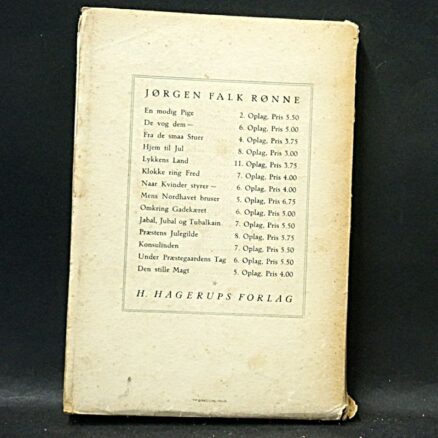 JØRGEN FALK RØNNE
En modig Pige 2. Oplag, Pris 5.50
De vog dem— 6. Oplag, Pris 5.00
Fra de smaa Stuer 4. Oplag, Pris 3.75
Hjem til Jul 8. Oplag, Pris 3.00
Lykkens Land 11. Oplag, Pris 3.75
Klokke ring Fred 7. Oplag, Pris 4.00
Naar Kvinder styrer— 6. Oplag, Pris 4.00
Mens Nordhavet bruser 5. Oplag, Pris 6.75
Omkring Gadekæret 6. Oplag, Pris 5.00
Jabal, Jubal og Tubalkain 7. Oplag, Pris 5.50
Præstens Julegilde 8. Oplag, Pris 5.75
Konsulinden 7. Oplag, Pris 5.50
Under Præstegaardens Tag 6. Oplag, Pris 5.50
Den stille Magt 5. Oplag, Pris 4.00
H. HAGERUPS FORLAG